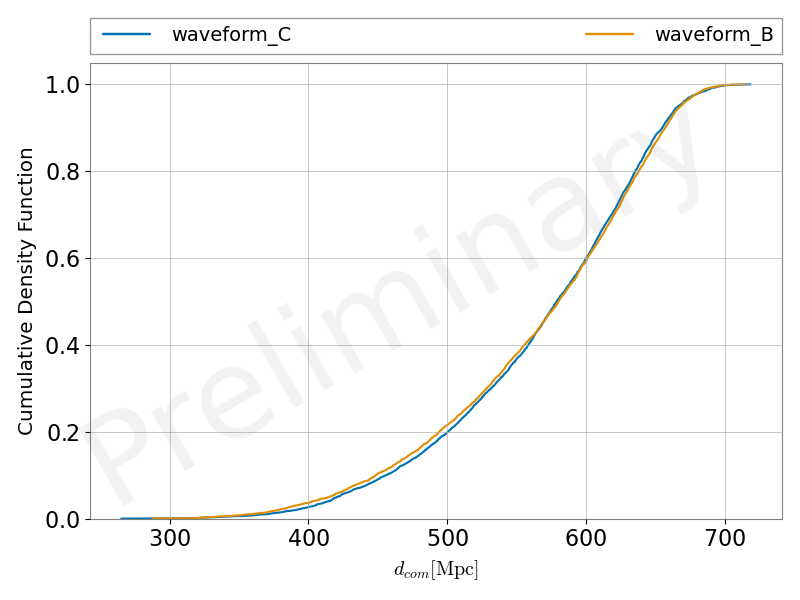 waveform_C waveform_B
Cumulative Density Function
1.0
0.8
0.6
0.4
0.2
0.0
Preliminary
300 400 500 600 700
d_com[Mpc]